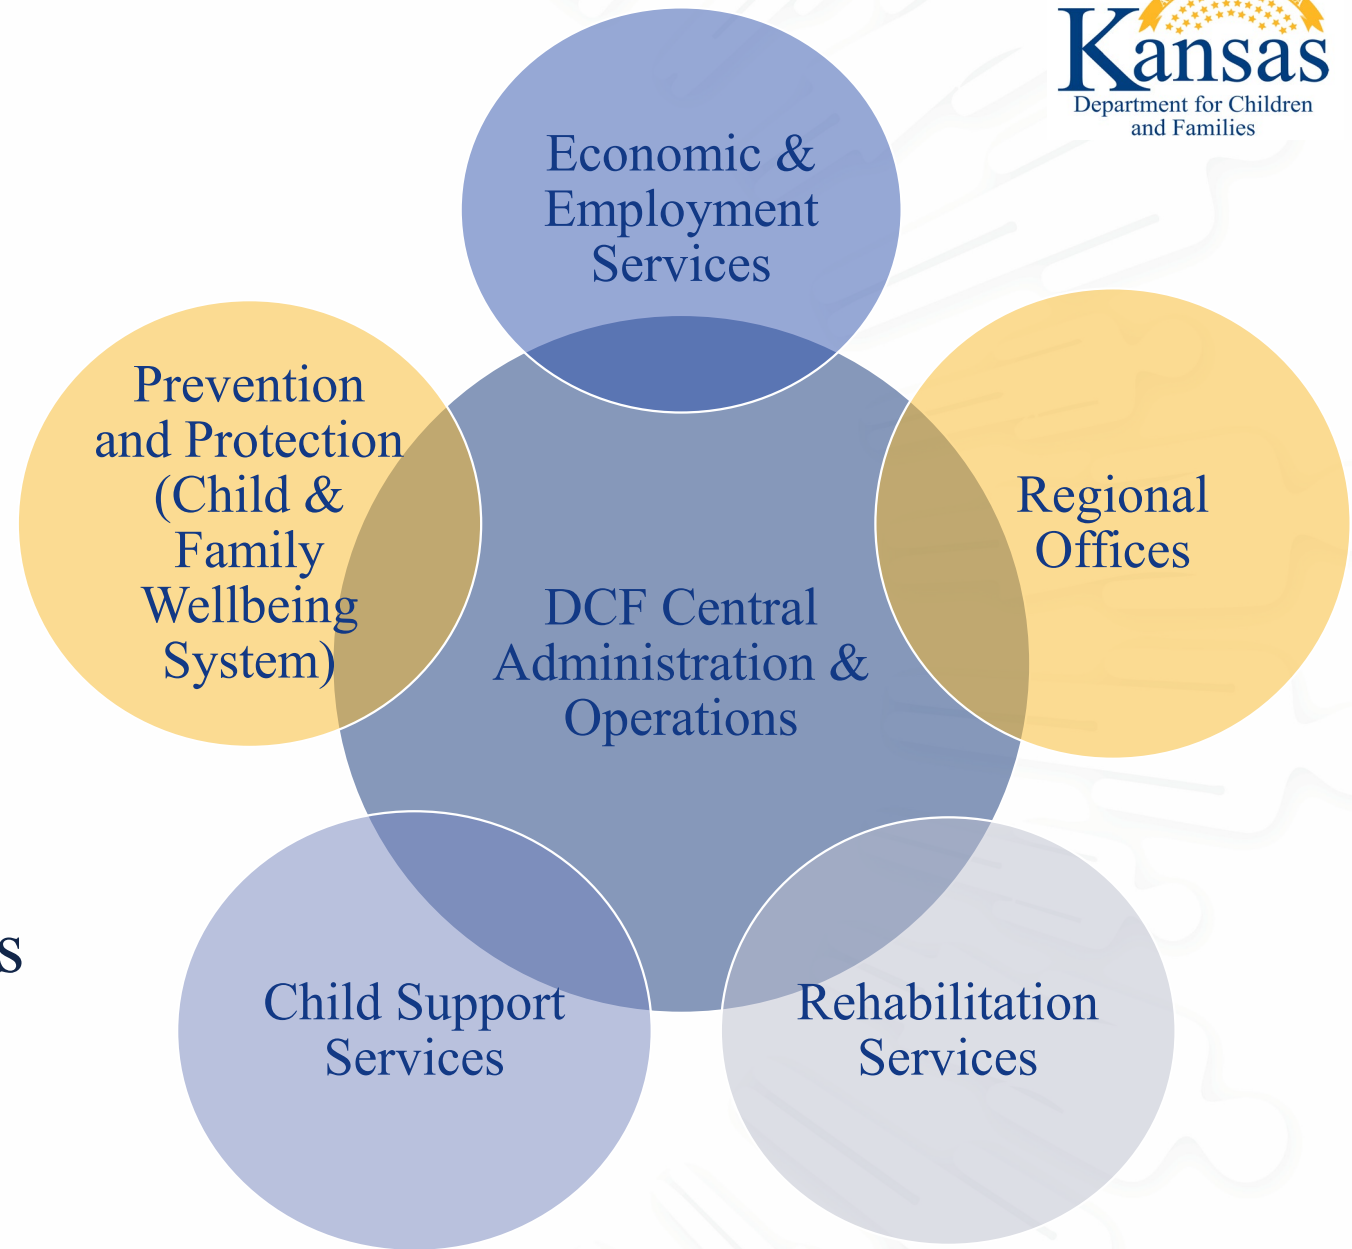 Kansas
Department for Children
and Families
Economic &
Employment
Services
Prevention
and Protection
(Child &
Family
Wellbeing
System)
Regional
Offices
DCF Central
Administration &
Operations
s
Child Support
Services
Rehabilitation
Services